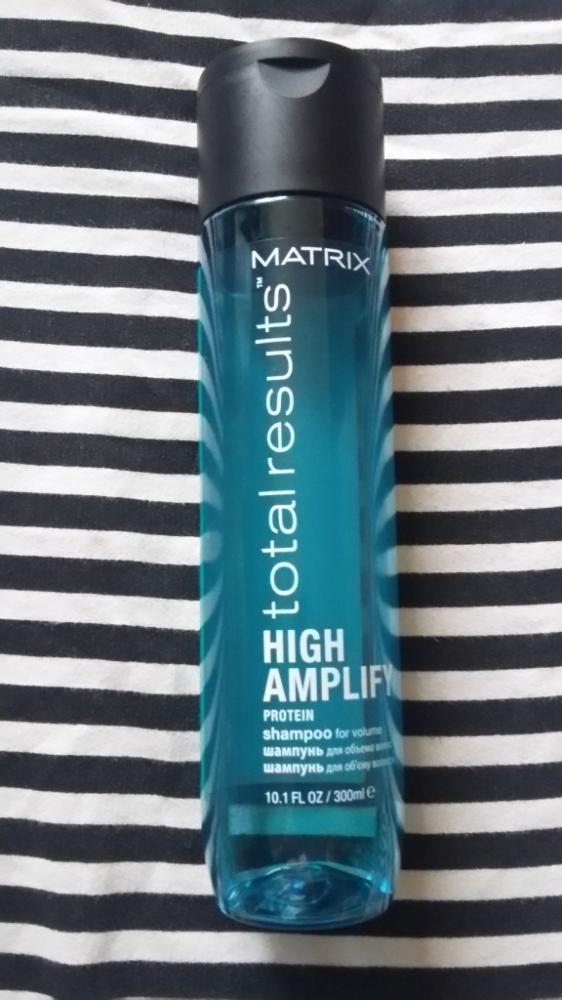 MATRIX
total results™
HIGH
AMPLIFY
PROTEIN
shampoo for volume
шампунь для объема
шампунь для об'єму
10.1 FL OZ / 300ml e